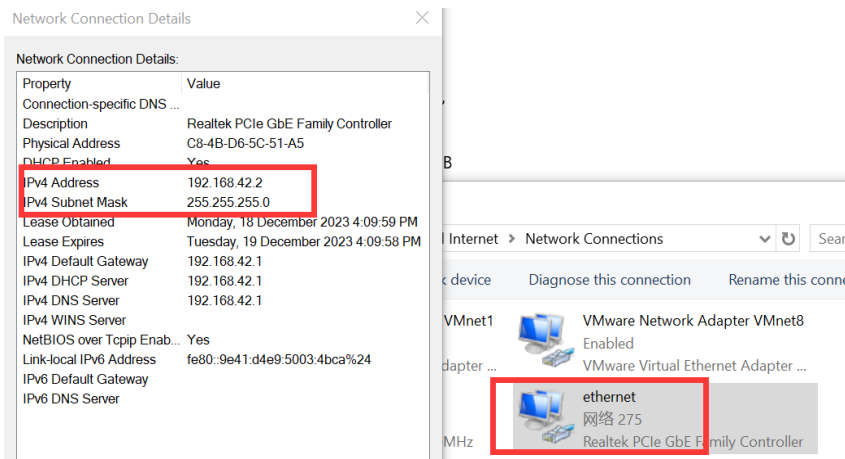 Network Connection Details
Network Connection Details:
Property Value
Connection-specific DNS ...
Description Realtek PCIe GbE Family Controller
Physical Address C8-4B-D6-5C-51-A5
DHCP Enabled Yes
IPv4 Address 192.168.42.2
IPv4 Subnet Mask 255.255.255.0
Lease Obtained Monday, 18 December 2023 4:09:59 PM
Lease Expires Tuesday, 19 December 2023 4:09:58 PM
IPv4 Default Gateway 192.168.42.1
IPv4 DHCP Server 192.168.42.1
IPv4 DNS Server 192.168.42.1
IPv4 WINS Server
NetBIOS over Tcpip Enab... Yes
Link-local IPv6 Address fe80::9e41:d4e9:5003:4bca%24
IPv6 Default Gateway
IPv6 DNS Server
B
Internet > Network Connections
device Diagnose this connection Rename this conne
VMnet1
dapter ...
MHz
VMware Network Adapter VMnet8
Enabled
VMware Virtual Ethernet Adapter ...
ethernet
网络 275
Realtek PCIe GbE Family Controller